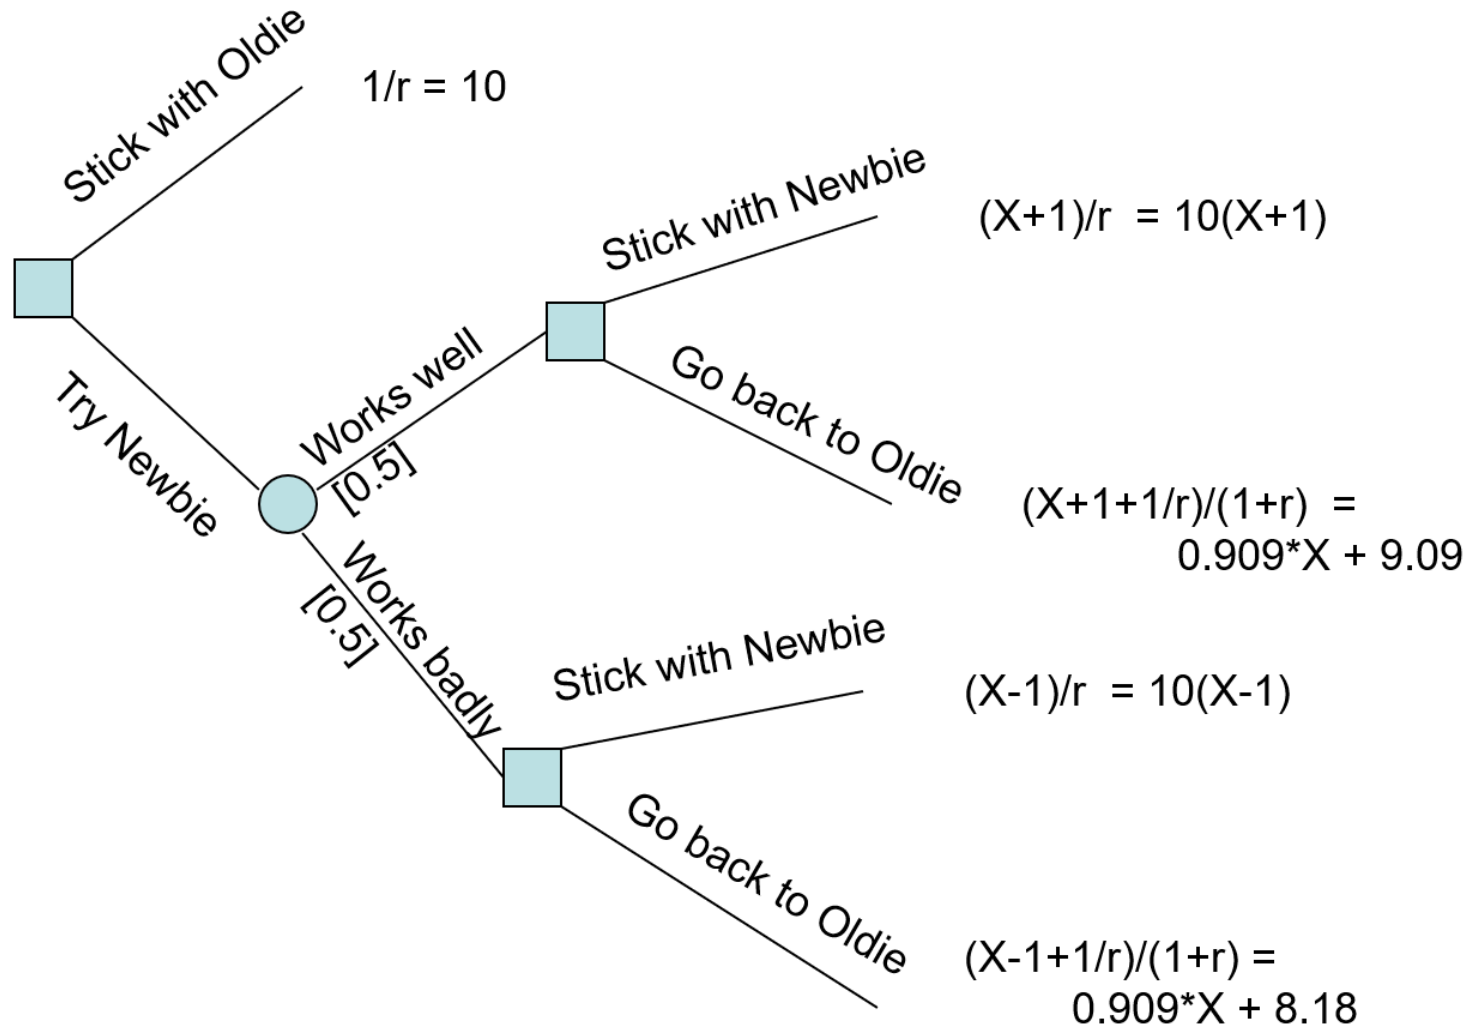 Stick with Oldie
1/r = 10
Stick with Newbie
(X+1)/r  = 10(X+1)
Works well
[0.5]
Go back to Oldie
(X+1+1/r)/(1+r)  =
0.909*X + 9.09
Try Newbie
Works badly
[0.5]
Stick with Newbie
(X-1)/r  = 10(X-1)
Go back to Oldie
(X-1+1/r)/(1+r) =
0.909*X + 8.18